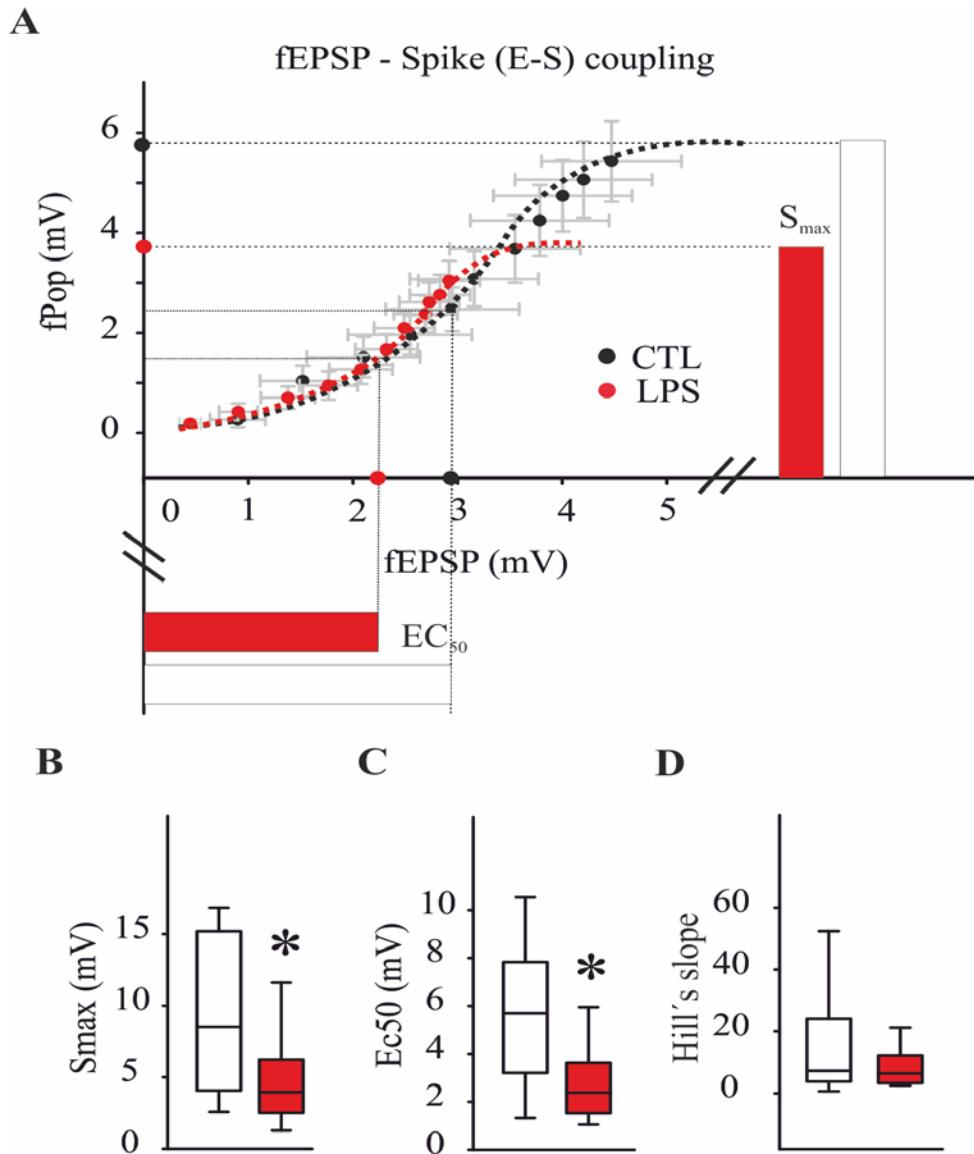 A
fEPSP - Spike (E-S) coupling
6
4
2
0
fPop (mV)
S max
CTL
LPS
0 1 2 3 4 5
fEPSP (mV)
EC 50
B
C
D
15
10
5
0
Smax (mV)
*
10
8
6
4
2
0
Ec50 (mV)
*
60
40
20
0
Hill´s slope